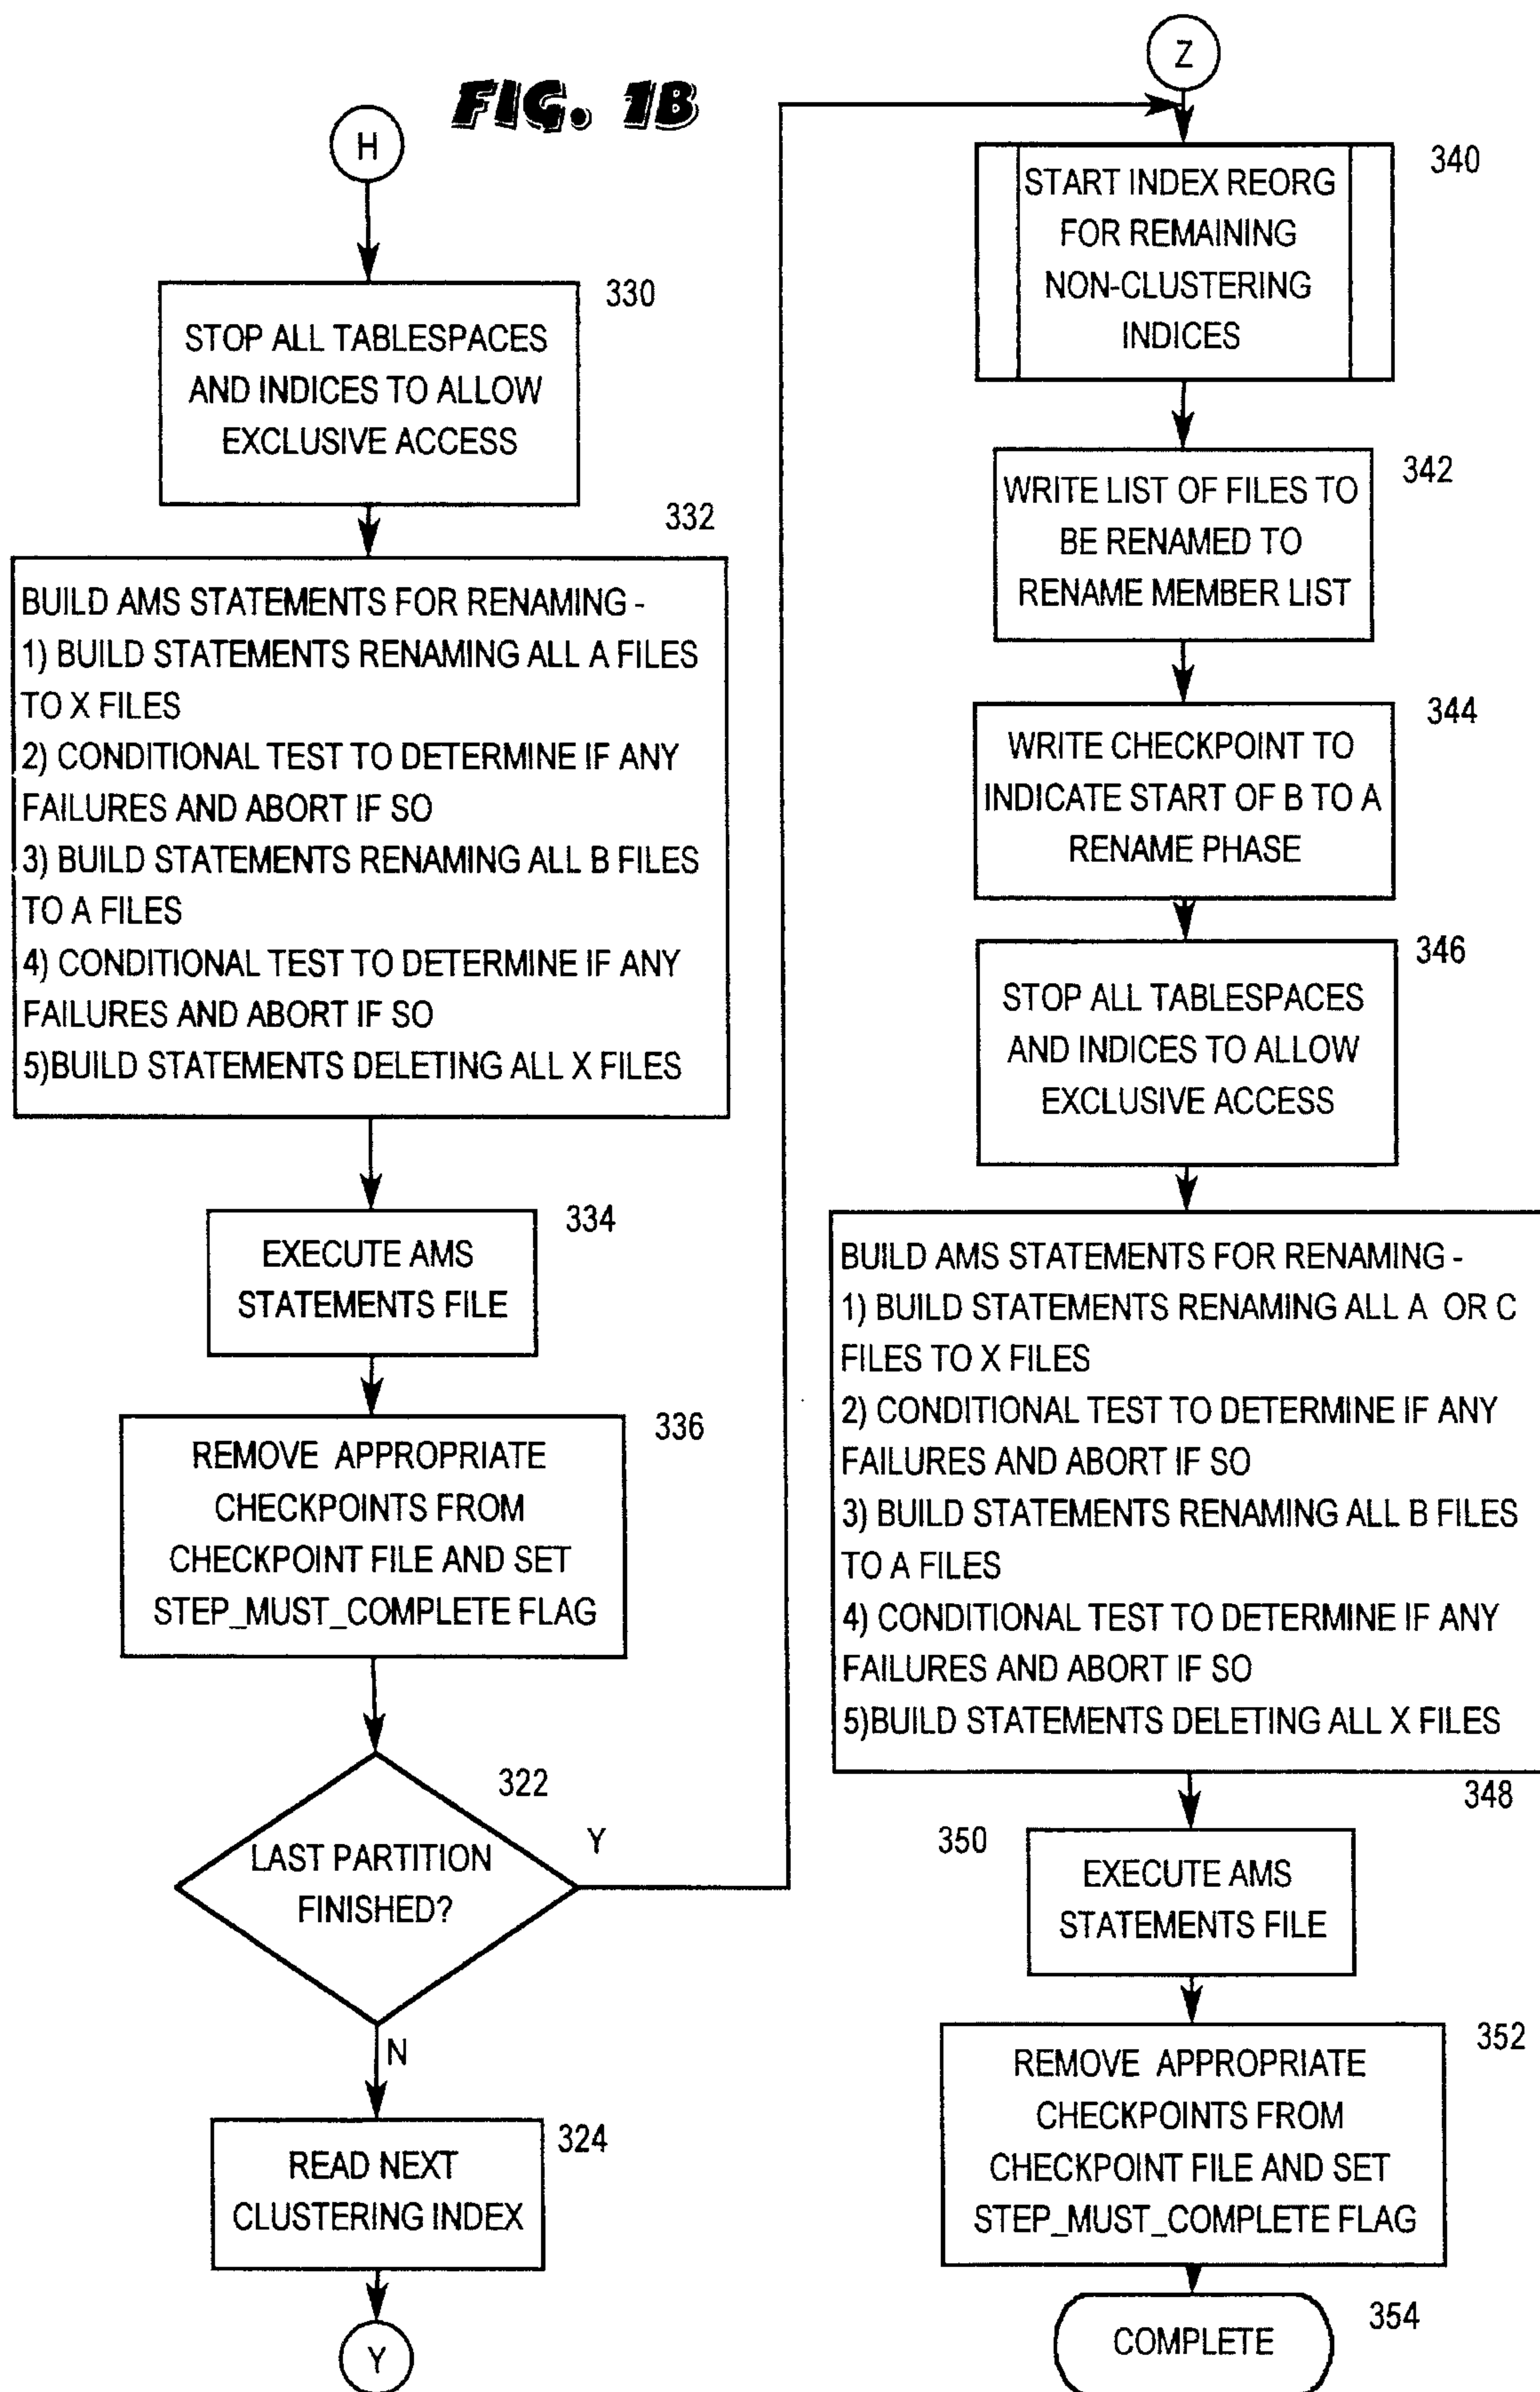 FIG. 1B
H
330
STOP ALL TABLESPACES
AND INDICES TO ALLOW
EXCLUSIVE ACCESS
332
BUILD AMS STATEMENTS FOR RENAMING -
1) BUILD STATEMENTS RENAMING ALL A FILES
TO X FILES
2) CONDITIONAL TEST TO DETERMINE IF ANY
FAILURES AND ABORT IF SO
3) BUILD STATEMENTS RENAMING ALL B FILES
TO A FILES
4) CONDITIONAL TEST TO DETERMINE IF ANY
FAILURES AND ABORT IF SO
5)BUILD STATEMENTS DELETING ALL X FILES
334
EXECUTE AMS
STATEMENTS FILE
336
REMOVE APPROPRIATE
CHECKPOINTS FROM
CHECKPOINT FILE AND SET
STEP_MUST_COMPLETE FLAG
322
LAST PARTITION
FINISHED?
Y
N
324
READ NEXT
CLUSTERING INDEX
Y
Z
340
START INDEX REORG
FOR REMAINING
NON-CLUSTERING
INDICES
342
WRITE LIST OF FILES TO
BE RENAMED TO
RENAME MEMBER LIST
344
WRITE CHECKPOINT TO
INDICATE START OF B TO A
RENAME PHASE
346
STOP ALL TABLESPACES
AND INDICES TO ALLOW
EXCLUSIVE ACCESS
BUILD AMS STATEMENTS FOR RENAMING -
1) BUILD STATEMENTS RENAMING ALL A OR C
FILES TO X FILES
2) CONDITIONAL TEST TO DETERMINE IF ANY
FAILURES AND ABORT IF SO
3) BUILD STATEMENTS RENAMING ALL B FILES
TO A FILES
4) CONDITIONAL TEST TO DETERMINE IF ANY
FAILURES AND ABORT IF SO
5)BUILD STATEMENTS DELETING ALL X FILES
348
350
EXECUTE AMS
STATEMENTS FILE
352
REMOVE APPROPRIATE
CHECKPOINTS FROM
CHECKPOINT FILE AND SET
STEP_MUST_COMPLETE FLAG
354
COMPLETE